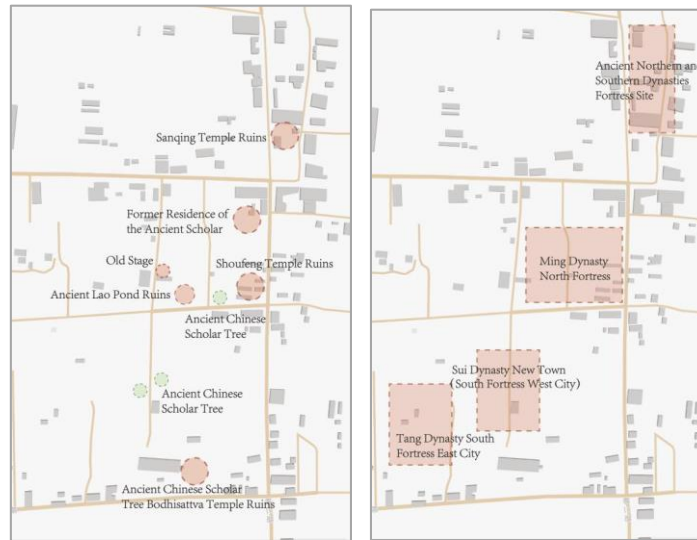 Sanqing Temple Ruins
Former Residence of
the Ancient Scholar
Old Stage
Shoufeng Temple Ruins
Ancient Lao Pond Ruins
Ancient Chinese
Scholar Tree
Ancient Chinese
Scholar Tree
Ancient Chinese Scholar
Tree Bodhisattva Temple Ruins
Ancient Northern and
Southern Dynasties
Fortress Site
Ming Dynasty
North Fortress
Sui Dynasty New Town
(South Fortress West City)
Tang Dynasty South
Fortress East City